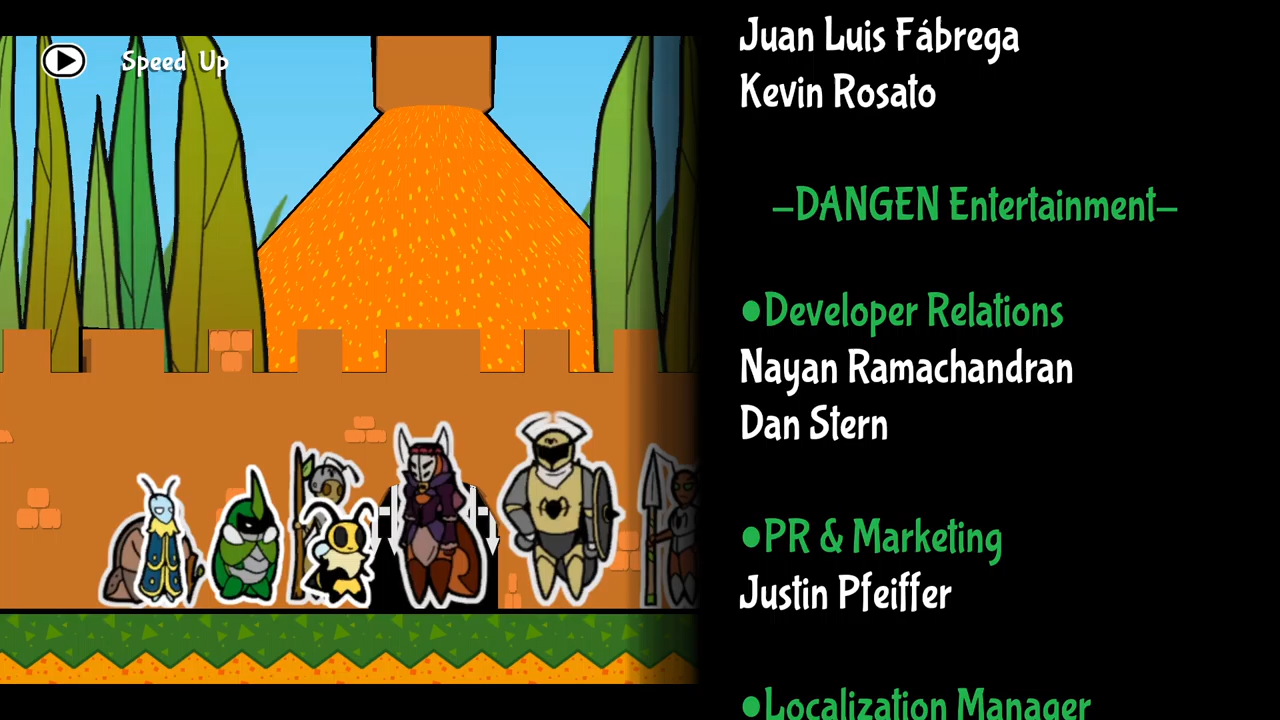 Speed Up
Juan Luis Fábrega
Kevin Rosato
–DANGEN Entertainment–
•Developer Relations
Nayan Ramachandran
Dan Stern
•PR & Marketing
Justin Pfeiffer
•Localization Manager